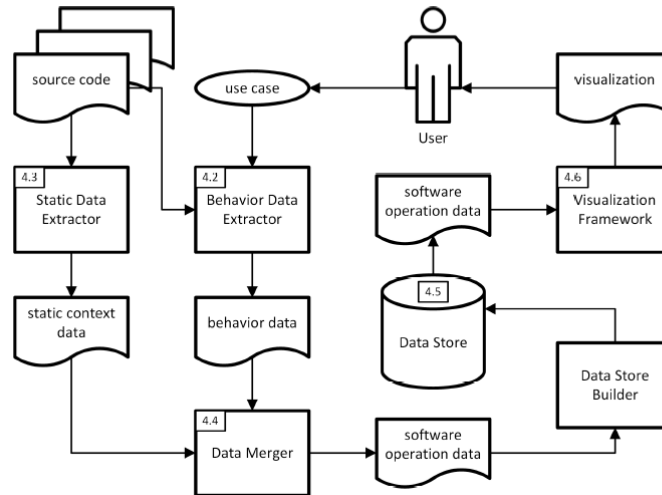 source code
use case
User
visualization
4.3
Static Data
Extractor
4.2
Behavior Data
Extractor
software
operation data
4.6
Visualization
Framework
static context
data
behavior data
4.5
Data Store
Data Store
Builder
4.4
Data Merger
software
operation data